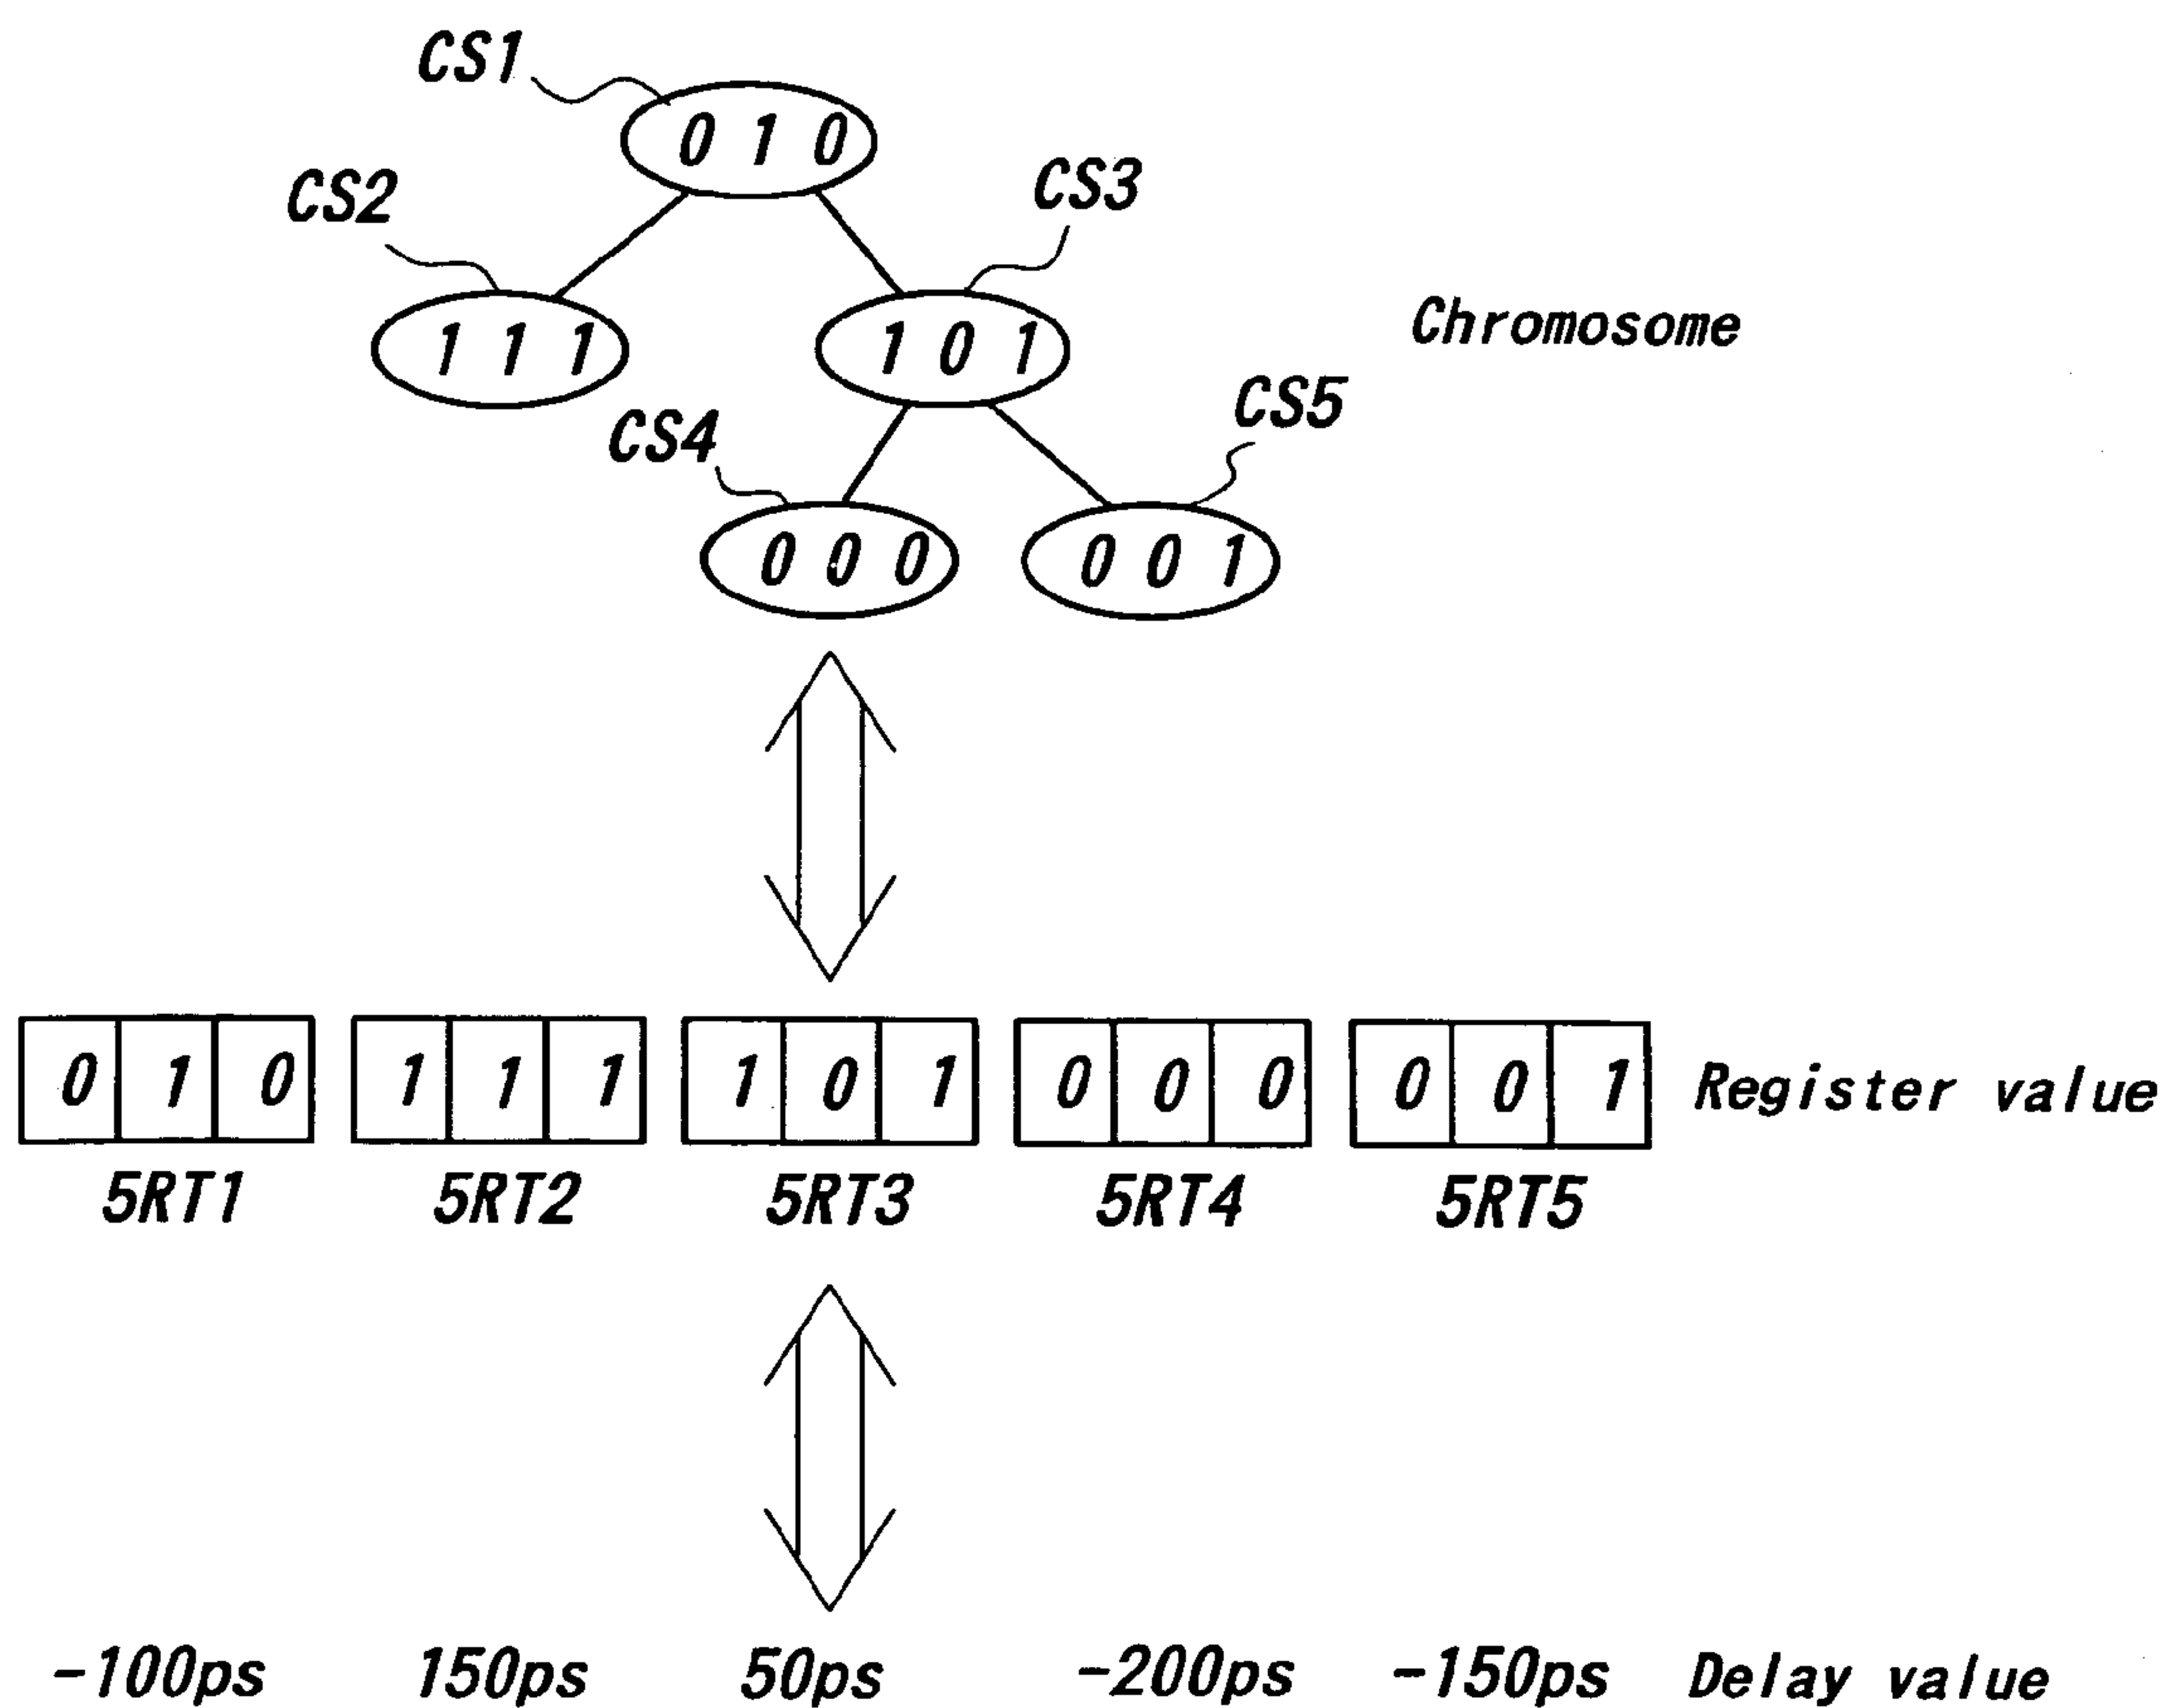 CS1
0 1 0
CS2
CS3
1 1 1
1 0 1
Chromosome
CS4
CS5
0 0 0
0 0 1
0 1 0 1 1 1 1 0 1 0 0 0 0 0 1 Register value
5RT1 5RT2 5RT3 5RT4 5RT5
-100ps 150ps 50ps -200ps -150ps Delay value